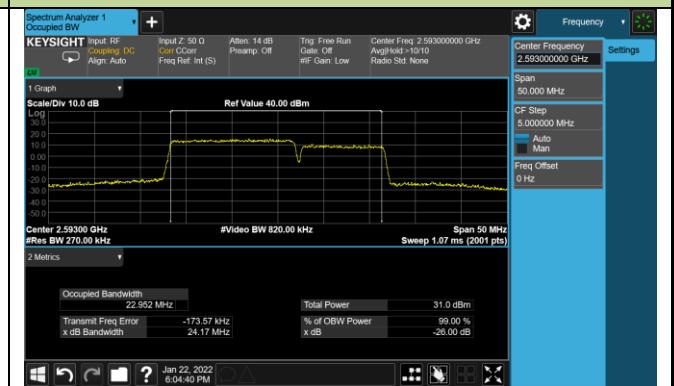 Spectrum Analyzer 1
Occupied BW
+
Frequency
KEYSIGHT
Input: RF
Coupling: DC
Align: Auto
Input Z: 50 Ω
Corr CCorr
Freq Ref: Int (S)
Atten: 14 dB
Preamp: Off
Trig: Free Run
Gate: Off
#IF Gain: Low
Center Freq: 2.593000000 GHz
Avg|Hold:>10/10
Radio Std: None
Center Frequency
2.593000000 GHz
Settings
Span
50.000 MHz
CF Step
5.000000 MHz
Auto
Man
Freq Offset
0 Hz
1 Graph
Scale/Div 10.0 dB
Ref Value 40.00 dBm
Log
30.0
20.0
10.0
0.00
-10.0
-20.0
-30.0
-40.0
-50.0
Center 2.59300 GHz
#Video BW 820.00 kHz
Span 50 MHz
#Res BW 270.00 kHz
Sweep 1.07 ms (2001 pts)
2 Metrics
Occupied Bandwidth
22.952 MHz
Total Power
31.0 dBm
Transmit Freq Error
-173.57 kHz
% of OBW Power
99.00 %
x dB Bandwidth
24.17 MHz
x dB
-26.00 dB
?
Jan 22, 2022
6:04:40 PM